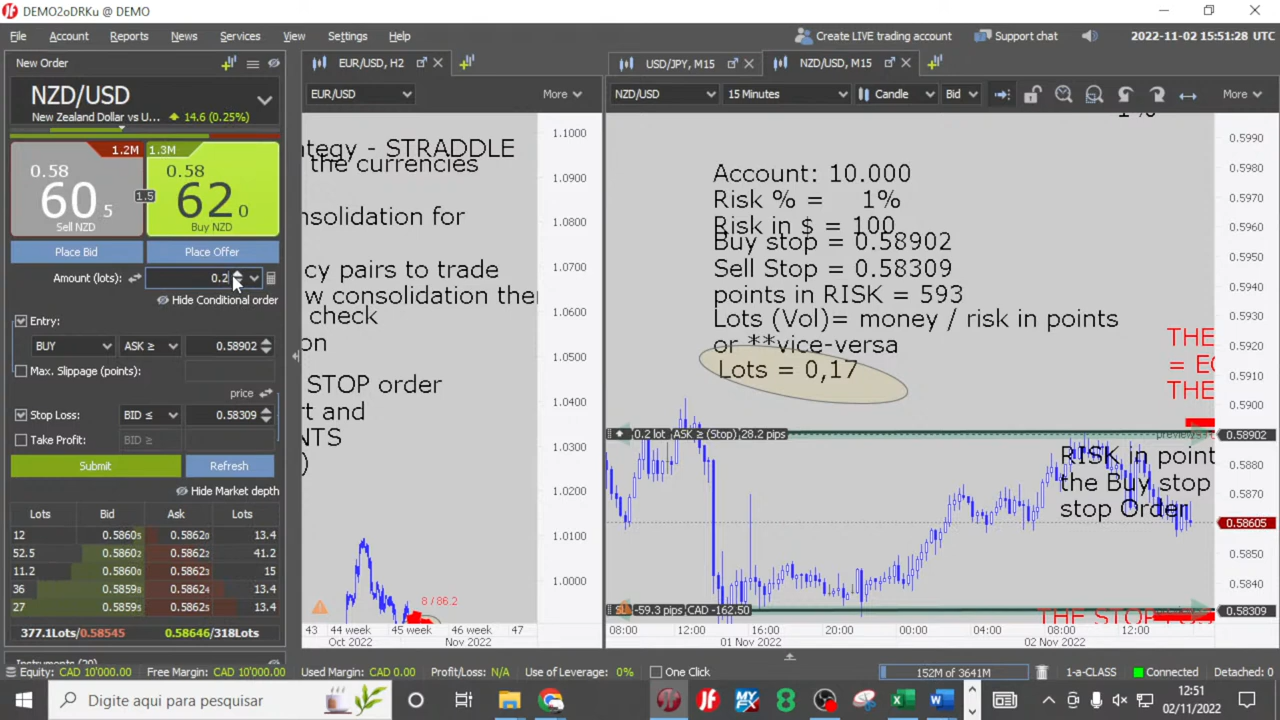 DEMO2oDRKu @ DEMO
File Account Reports News Services View Settings Help
Create LIVE trading account Support chat 2022-11-02 15:51:28 UTC
New Order
NZD/USD
New Zealand Dollar vs U... 14.6 (0.25%)
1.2M 1.3M
0.58 0.58
60 5 1.5 62 0
Sell NZD Buy NZD
Place Bid Place Offer
Amount (lots): 0.2
Hide Conditional order
Entry:
BUY ASK ≥ 0.58902
Max. Slippage (points):
price
Stop Loss: BID ≤ 0.58309
Take Profit: BID ≥
Submit Refresh
Hide Market depth
Lots Bid Ask Lots
12 0.58605 0.58620 13.4
52.5 0.58602 0.58622 41.2
11.2 0.58600 0.58623 15
36 0.58598 0.58624 13.4
27 0.58595 0.58625 13.4
377.1Lots/0.58545 0.58646/318Lots
EUR/USD, H2
EUR/USD More
tegy - STRADDLE
the currencies
nsolidation for
cy pairs to trade
w consolidation then
check
on
STOP order
rt and
NTS
)
8 / 86.2
1.1000
1.0900
1.0800
1.0700
1.0600
1.0500
1.0400
1.0300
1.0200
1.0100
1.0000
43 44 week 45 week 46 week 47
Oct 2022 Nov 2022
USD/JPY, M15 NZD/USD, M15
NZD/USD 15 Minutes Candle Bid More
1%
Account: 10.000
Risk % = 1%
Risk in $ = 100
Buy stop = 0.58902
Sell Stop = 0.58309
points in RISK = 593
Lots (Vol)= money / risk in points
or **vice-versa
Lots = 0,17
THE
= EQ
THE
0.2 lot ASK ≥ (Stop) 28.2 pips
RISK in point
the Buy stop
stop Order
SL -59.3 pips CAD -162.50
THE STOP
0.5990
0.5980
0.5970
0.5960
0.5950
0.5940
0.5930
0.5920
0.5910
0.5900
0.58902
0.5880
0.5870
0.58605
0.5850
0.5840
0.58309
08:00 12:00 16:00 20:00 00:00 04:00 08:00 12:00
01 Nov 2022 02 Nov 2022
Equity: CAD 10'000.00 Free Margin: CAD 10'000.00 Used Margin: CAD 0.00 Profit/Loss: N/A Use of Leverage: 0% One Click 152M of 3641M 1-a-CLASS Connected Detached: 0
Digite aqui para pesquisar
12:51
02/11/2022